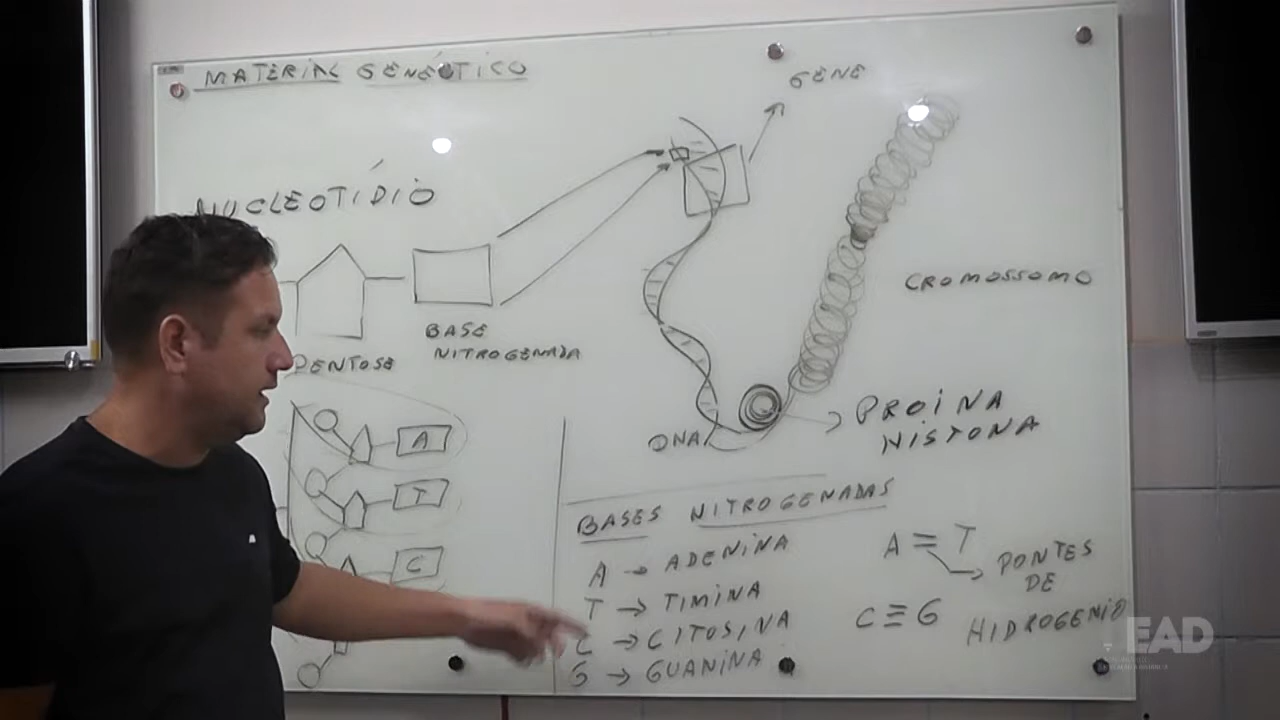 MATERIAL GENÉTICO
GENE
NUCLEOTÍDIO
CROMOSSOMO
BASE
NITROGENADA
PENTOSE
PROINA
HISTONA
DNA
A
T
C
BASES NITROGENADAS
A → ADENINA
T → TIMINA
C → CITOSINA
G → GUANINA
A = T
PONTES
DE
HIDROGENIO
C ≡ G
EAD